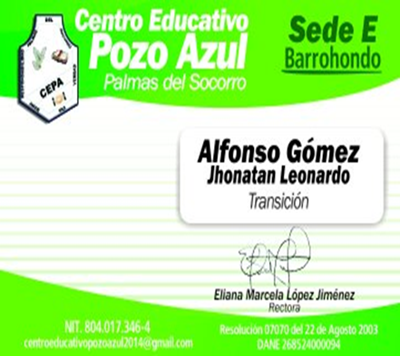 Centro Educativo
Pozo Azul
Palmas del Socorro
Sede E
Barrohondo
CEPA
Alfonso Gómez
Jhonatan Leonardo
Transición
Eliana Marcela López Jiménez
Rectora
NIT. 804.017.346-4
centroeducativopozoazul2014@gmail.com
Resolución 07070 del 22 de Agosto 2003
DANE 268524000094